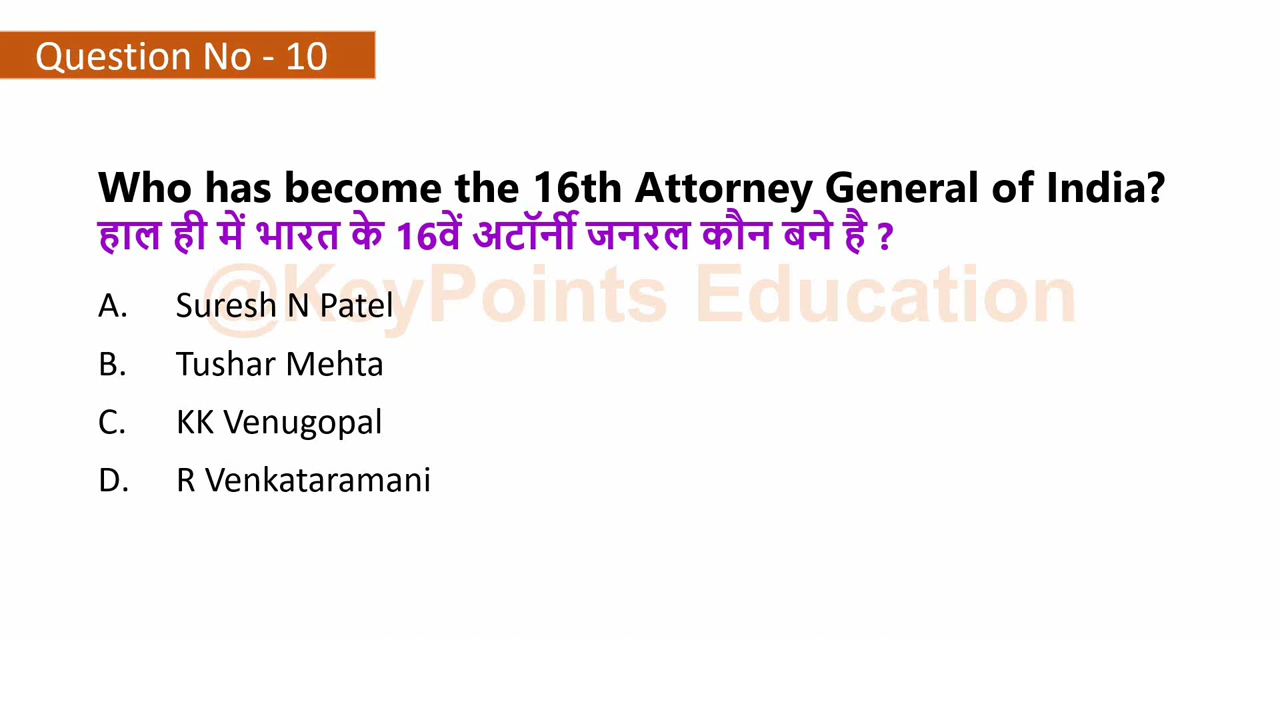 Question No - 10
Who has become the 16th Attorney General of India?
हाल ही में भारत के 16वें अटॉर्नी जनरल कौन बने है ?
@KeyPoints Education
A. Suresh N Patel
B. Tushar Mehta
C. KK Venugopal
D. R Venkataramani